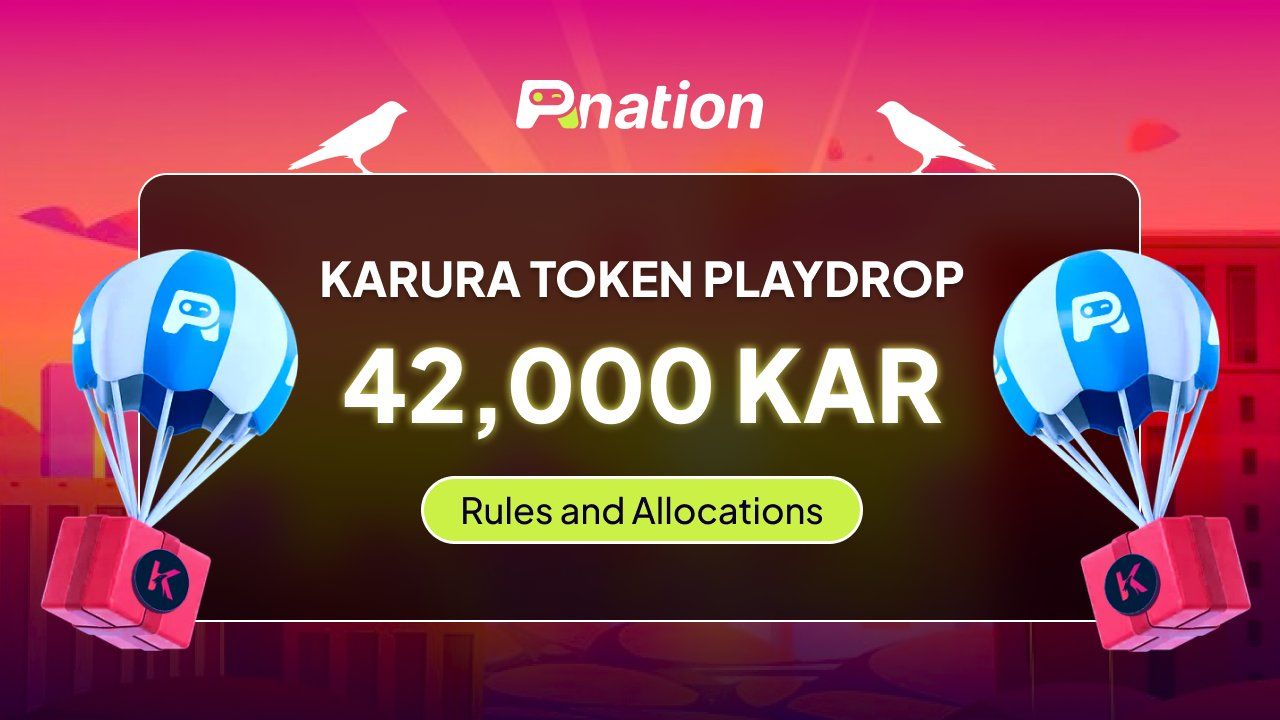 Pnation
KARURA TOKEN PLAYDROP
42,000 KAR
Rules and Allocations